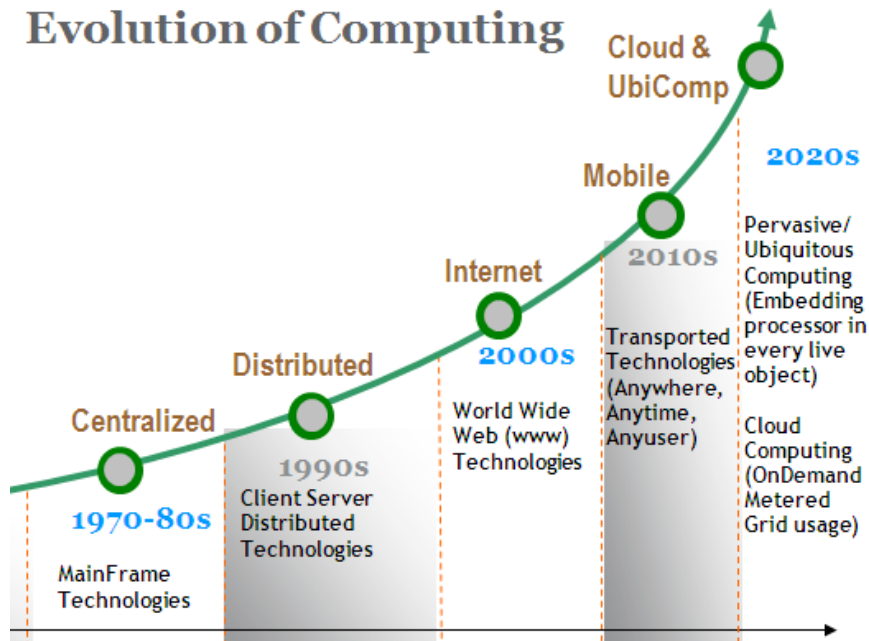 Evolution of Computing
Centralized
1970-80s
MainFrame
Technologies
Distributed
1990s
Client Server
Distributed
Technologies
Internet
2000s
World Wide
Web (www)
Technologies
Mobile
2010s
Transported
Technologies
(Anywhere,
Anytime,
Anyuser)
Cloud &
UbiComp
2020s
Pervasive/
Ubiquitous
Computing
(Embedding
processor in
every live
object)
Cloud
Computing
(OnDemand
Metered
Grid usage)